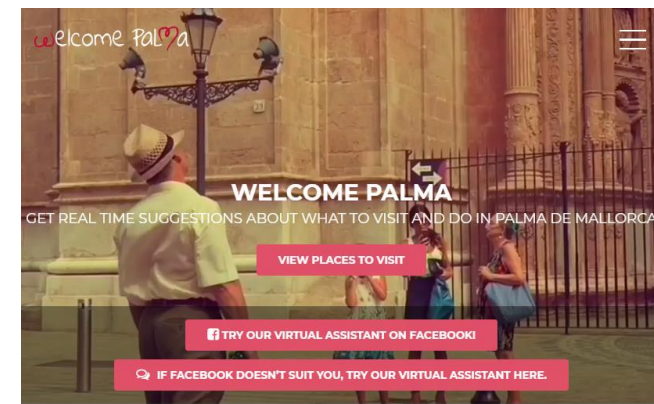 welcome Palma
23
WELCOME PALMA
GET REAL TIME SUGGESTIONS ABOUT WHAT TO VISIT AND DO IN PALMA DE MALLORCA
VIEW PLACES TO VISIT
TRY OUR VIRTUAL ASSISTANT ON FACEBOOK!
IF FACEBOOK DOESN'T SUIT YOU, TRY OUR VIRTUAL ASSISTANT HERE.